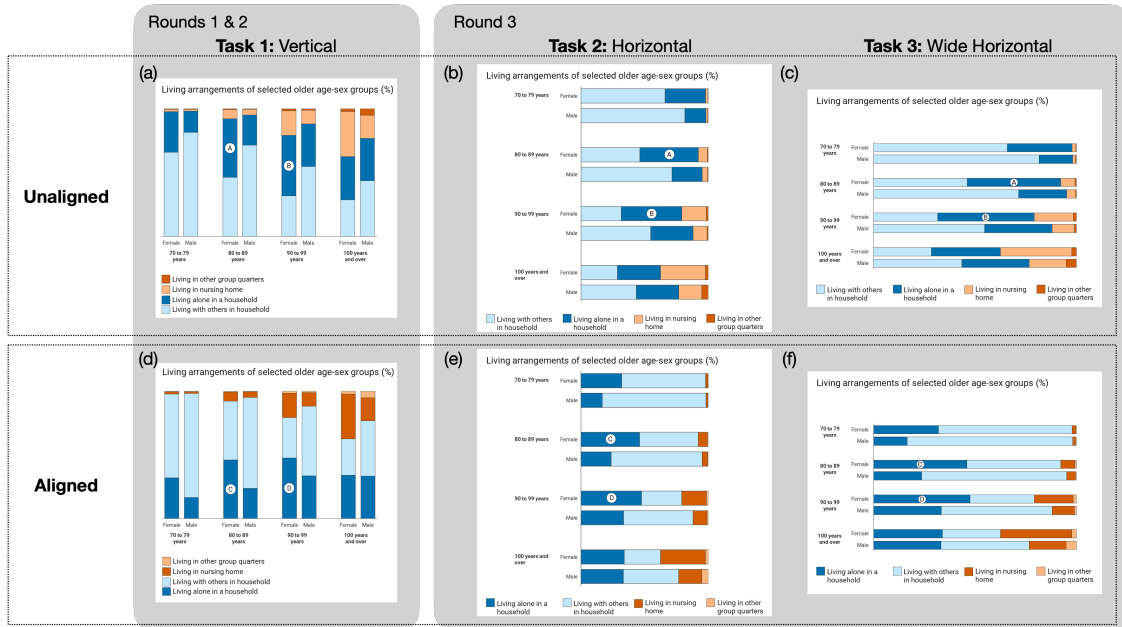 Rounds 1 & 2
Round 3
Task 1: Vertical
Task 2: Horizontal
Task 3: Wide Horizontal
Unaligned
(a)
Living arrangements of selected older age-sex groups (%)
A
B
Female Male Female Male Female Male Female Male
70 to 79 years
80 to 89 years
90 to 99 years
100 years and over
Living in other group quarters
Living in nursing home
Living alone in a household
Living with others in household
(b)
Living arrangements of selected older age-sex groups (%)
70 to 79 years
Female
Male
80 to 89 years
Female
A
Male
90 to 99 years
Female
B
Male
100 years and over
Female
Male
Living with others in household
Living alone in a household
Living in nursing home
Living in other group quarters
(c)
Living arrangements of selected older age-sex groups (%)
70 to 79 years
Female
Male
80 to 89 years
Female
A
Male
90 to 99 years
Female
B
Male
100 years and over
Female
Male
Living with others in household
Living alone in a household
Living in nursing home
Living in other group quarters
Aligned
(d)
Living arrangements of selected older age-sex groups (%)
C
D
Female Male Female Male Female Male Female Male
70 to 79 years
80 to 89 years
90 to 99 years
100 years and over
Living in other group quarters
Living in nursing home
Living with others in household
Living alone in a household
(e)
Living arrangements of selected older age-sex groups (%)
70 to 79 years
Female
Male
80 to 89 years
Female
C
Male
90 to 99 years
Female
D
Male
100 years and over
Female
Male
Living alone in a household
Living with others in household
Living in nursing home
Living in other group quarters
(f)
Living arrangements of selected older age-sex groups (%)
70 to 79 years
Female
Male
80 to 89 years
Female
C
Male
90 to 99 years
Female
D
Male
100 years and over
Female
Male
Living alone in a household
Living with others in household
Living in nursing home
Living in other group quarters